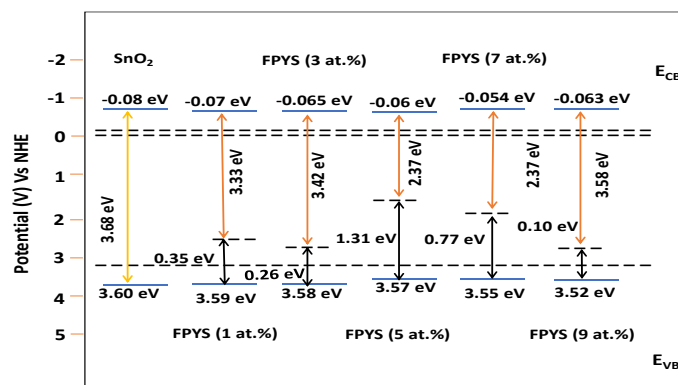 SnO2 FPYS (3 at.%) FPYS (7 at.%)
-2
ECB
-0.08 eV -0.07 eV -0.065 eV -0.06 eV -0.054 eV -0.063 eV
-1
0
Potential (V) Vs NHE
3.68 eV
3.33 eV
3.42 eV
2.37 eV
2.37 eV
3.58 eV
1
2
0.10 eV
1.31 eV 0.77 eV
3
0.35 eV 0.26 eV
4
3.60 eV 3.59 eV 3.58 eV 3.57 eV 3.55 eV 3.52 eV
5
FPYS (1 at.%) FPYS (5 at.%) FPYS (9 at.%)
EVB